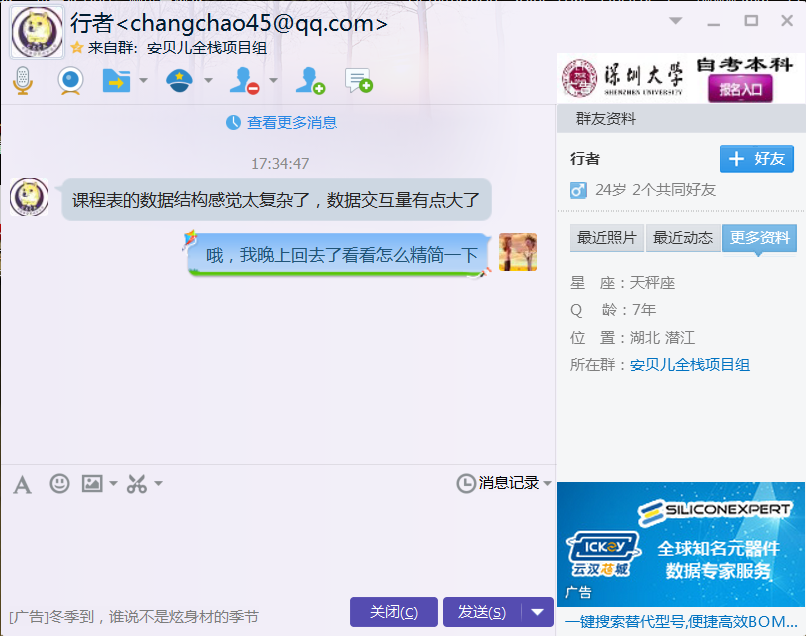 行者<changchao45@qq.com>
来自群: 安贝儿全栈项目组
深圳大学
SHENZHEN UNIVERSITY
自考本科
报名入口
查看更多消息
17:34:47
课程表的数据结构感觉太复杂了，数据交互量有点大了
哦，我晚上回去了看看怎么精简一下
群友资料
行者
+ 好友
24岁 2个共同好友
最近照片 最近动态 更多资料
星 座：天秤座
Q 龄：7年
位 置：湖北 潜江
所在群：安贝儿全栈项目组
A
消息记录
SILICONEXPERT
ICKEY
云汉芯城
全球知名元器件
数据专家服务
广告
[广告]冬季到，谁说不是炫身材的季节
关闭(C)
发送(S)
一键搜索替代型号,便捷高效BOM...